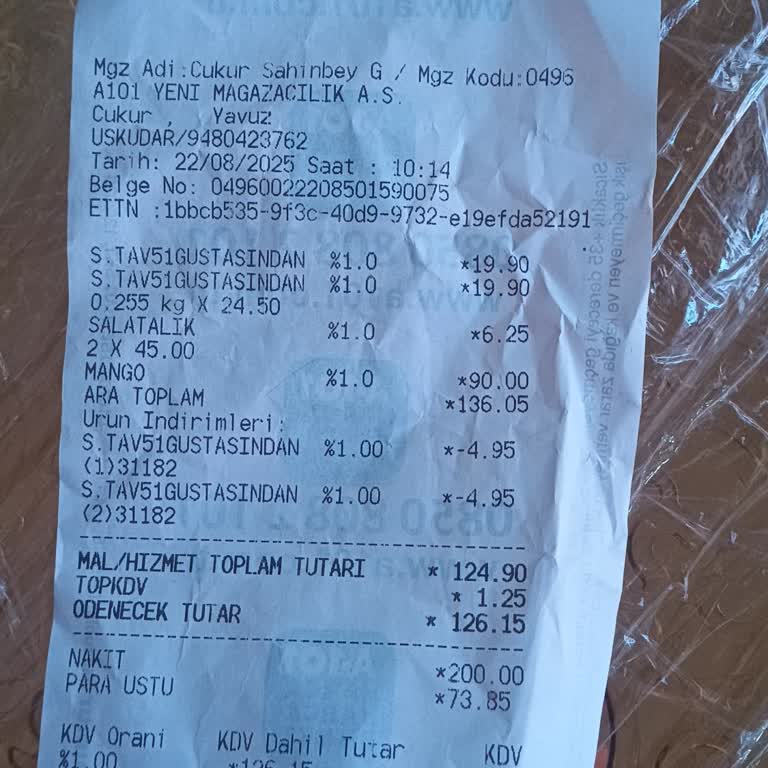 Mgz Adi:Cukur Sahinbey G / Mgz Kodu:0496
A101 YENI MAGAZACILIK A.S.
Cukur , Yavuz
USKUDAR/9480423762
Tarih: 22/08/2025 Saat : 10:14
Belge No: 04960022208501590075
ETTN :1bbcb535-9f3c-40d9-9732-e19efda52191
S.TAV51GUSTASINDAN %1.0 *19.90
S.TAV51GUSTASINDAN %1.0 *19.90
0.255 kg X 24.50
SALATALIK %1.0 *6.25
2 X 45.00
MANGO %1.0 *90.00
ARA TOPLAM *136.05
Urun Indirimleri:
S.TAV51GUSTASINDAN %1.00 *-4.95
(1)31182
S.TAV51GUSTASINDAN %1.00 *-4.95
(2)31182
MAL/HIZMET TOPLAM TUTARI * 124.90
TOPKDV * 1.25
ODENECEK TUTAR * 126.15
NAKIT *200.00
PARA USTU *73.85
KDV Orani KDV Dahil Tutar KDV
%1.00 *126.15